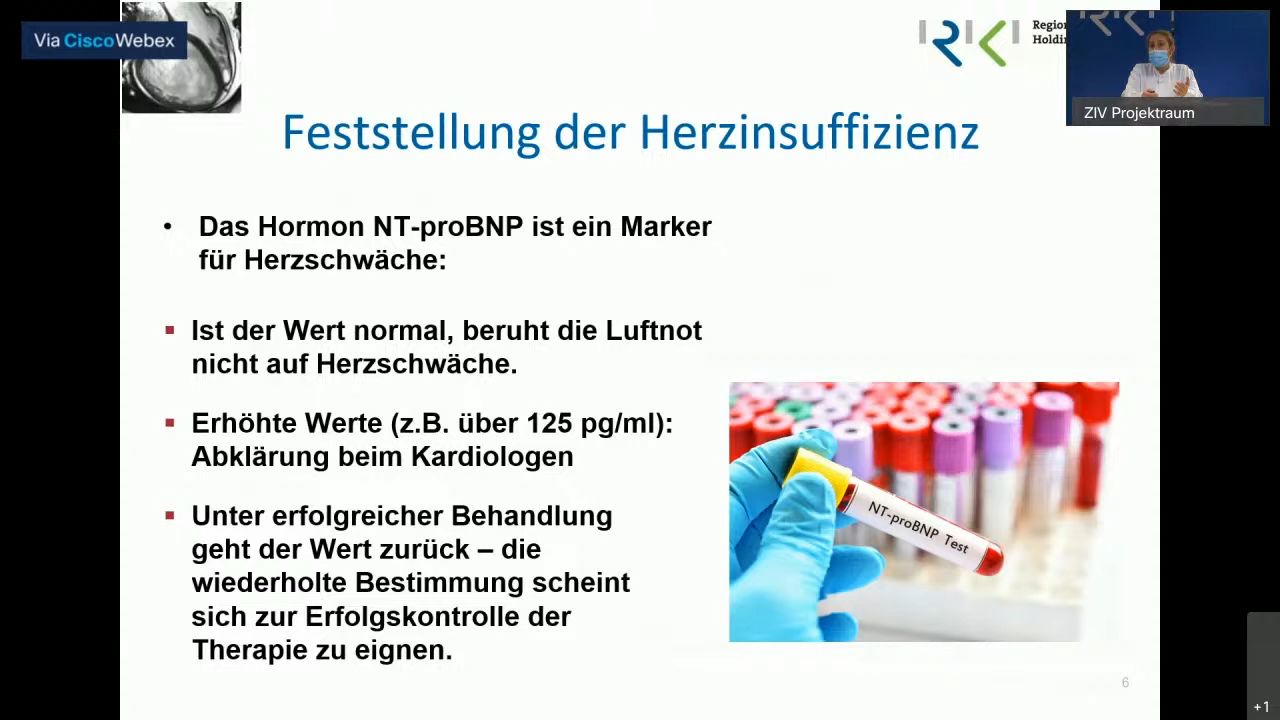 Via CiscoWebex
RKI
Region
Holdin
ZIV Projektraum
Feststellung der Herzinsuffizienz
• Das Hormon NT-proBNP ist ein Marker
für Herzschwäche:
▪ Ist der Wert normal, beruht die Luftnot
nicht auf Herzschwäche.
▪ Erhöhte Werte (z.B. über 125 pg/ml):
Abklärung beim Kardiologen
▪ Unter erfolgreicher Behandlung
geht der Wert zurück – die
wiederholte Bestimmung scheint
sich zur Erfolgskontrolle der
Therapie zu eignen.
NT-proBNP Test
6
+1